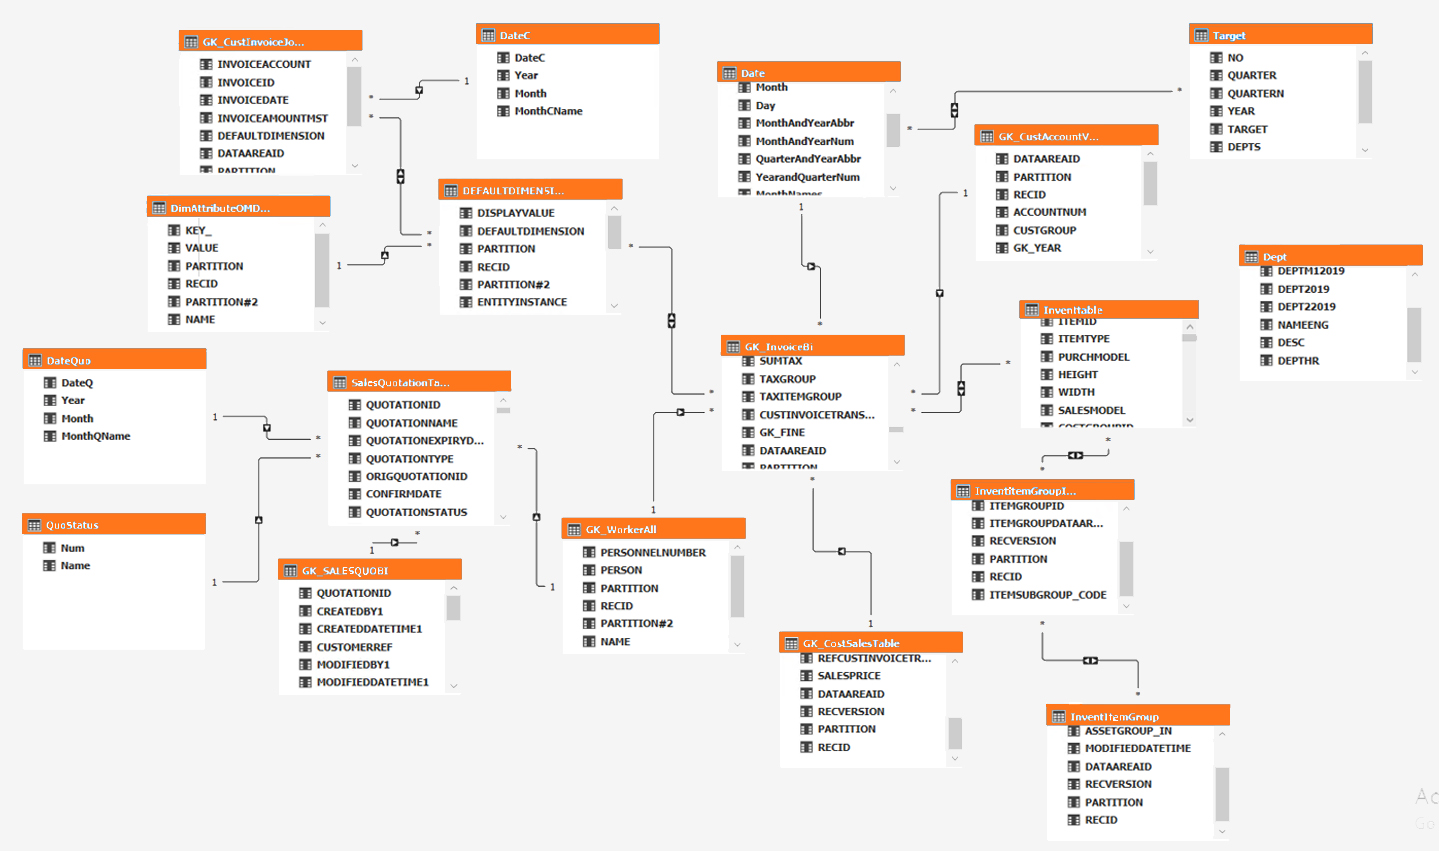 GK_CustInvoiceJo...
INVOICEACCOUNT
INVOICEID
INVOICEDATE
INVOICEAMOUNTMST
DEFAULTDIMENSION
DATAAREAID
PARTITION
DateC
DateC
Year
Month
MonthCName
Date
Month
Day
MonthAndYearAbbr
MonthAndYearNum
QuarterAndYearAbbr
YearandQuarterNum
MonthNames
Target
NO
QUARTER
QUARTERN
YEAR
TARGET
DEPTS
GK_CustAccountV...
DATAAREAID
PARTITION
RECID
ACCOUNTNUM
CUSTGROUP
GK_YEAR
DimAttributeOMD...
KEY_
VALUE
PARTITION
RECID
PARTITION#2
NAME
DEFAULTDIMENSI...
DISPLAYVALUE
DEFAULTDIMENSION
PARTITION
RECID
PARTITION#2
ENTITYINSTANCE
Dept
DEPTM12019
DEPT2019
DEPT22019
NAMEENG
DESC
DEPTHR
Inventtable
ITEMID
ITEMTYPE
PURCHMODEL
HEIGHT
WIDTH
SALESMODEL
COSTGROUPID
GK_InvoiceBi
SUMTAX
TAXGROUP
TAXITEMGROUP
CUSTINVOICETRANS...
GK_FINE
DATAAREAID
PARTITION
DateQuo
DateQ
Year
Month
MonthQName
SalesQuotationTa...
QUOTATIONID
QUOTATIONNAME
QUOTATIONEXPIRYD...
QUOTATIONTYPE
ORIGQUOTATIONID
CONFIRMDATE
QUOTATIONSTATUS
QuoStatus
Num
Name
GK_SALESQUOBI
QUOTATIONID
CREATEDBY1
CREATEDDATETIME1
CUSTOMERREF
MODIFIEDBY1
MODIFIEDDATETIME1
GK_WorkerAll
PERSONNELNUMBER
PERSON
PARTITION
RECID
PARTITION#2
NAME
InventitemGroupI...
ITEMGROUPID
ITEMGROUPDATAAR...
RECVERSION
PARTITION
RECID
ITEMSUBGROUP_CODE
GK_CostSalesTable
REFCUSTINVOICETR...
SALESPRICE
DATAAREAID
RECVERSION
PARTITION
RECID
InventItemGroup
ASSETGROUP_IN
MODIFIEDDATETIME
DATAAREAID
RECVERSION
PARTITION
RECID
1
*
*
*
*
1
*
*
1
*
1
*
*
*
*
1
*
*
1
*
1
*
1
*
1
1
*
*
*
*
*
1